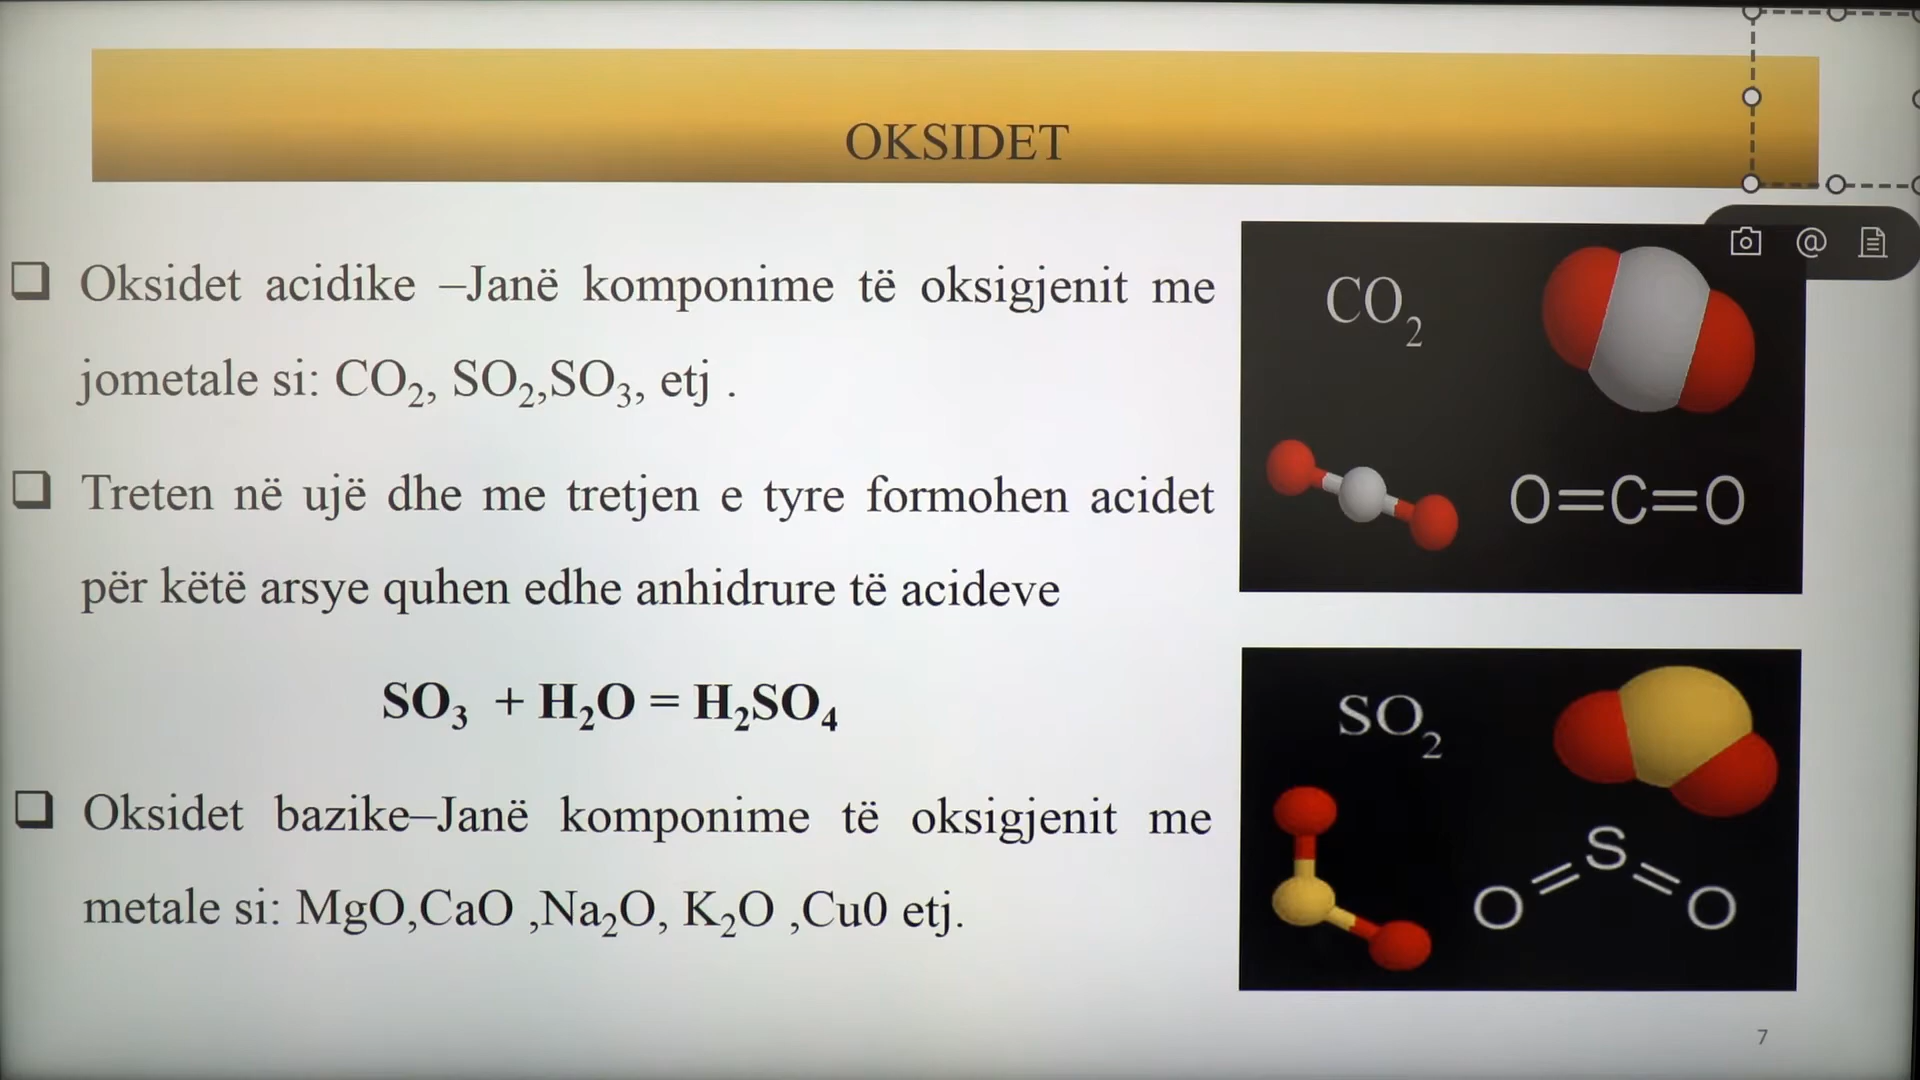 OKSIDET
❑ Oksidet acidike –Janë komponime të oksigjenit me
jometale si: CO₂, SO₂,SO₃, etj .
❑ Treten në ujë dhe me tretjen e tyre formohen acidet
për këtë arsye quhen edhe anhidrure të acideve
SO₃ + H₂O = H₂SO₄
❑ Oksidet bazike–Janë komponime të oksigjenit me
metale si: MgO,CaO ,Na₂O, K₂O ,Cu0 etj.
CO₂
O=C=O
SO₂
S
O = = O
7